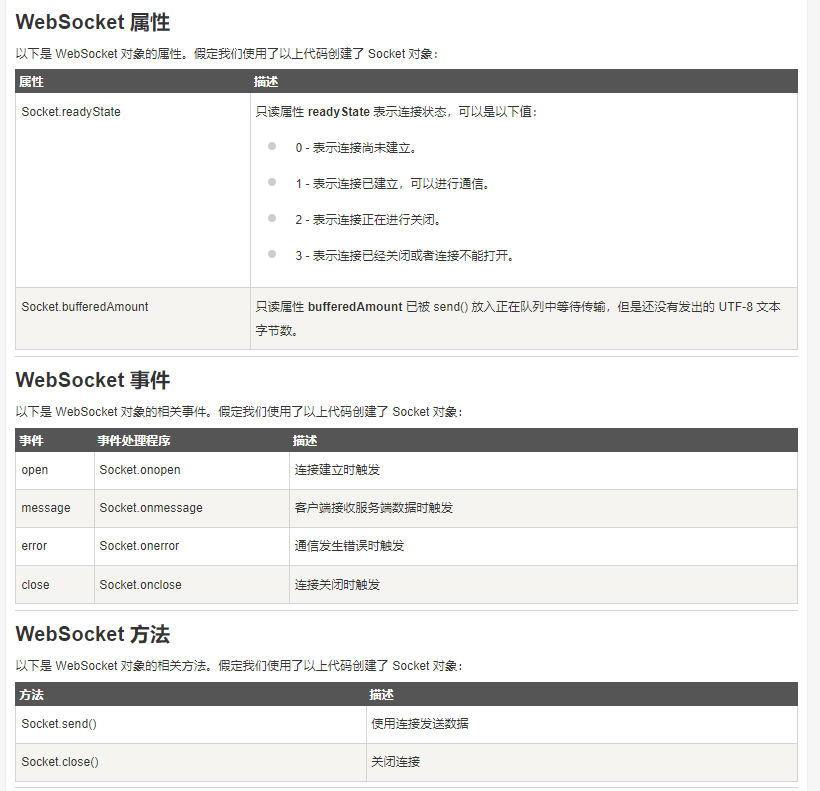 WebSocket 属性
以下是 WebSocket 对象的属性。假定我们使用了以上代码创建了 Socket 对象：
属性 描述
Socket.readyState 只读属性 readyState 表示连接状态，可以是以下值：
0 - 表示连接尚未建立。
1 - 表示连接已建立，可以进行通信。
2 - 表示连接正在进行关闭。
3 - 表示连接已经关闭或者连接不能打开。
Socket.bufferedAmount 只读属性 bufferedAmount 已被 send() 放入正在队列中等待传输，但是还没有发出的 UTF-8 文本
字节数。
WebSocket 事件
以下是 WebSocket 对象的相关事件。假定我们使用了以上代码创建了 Socket 对象：
事件 事件处理程序 描述
open Socket.onopen 连接建立时触发
message Socket.onmessage 客户端接收服务端数据时触发
error Socket.onerror 通信发生错误时触发
close Socket.onclose 连接关闭时触发
WebSocket 方法
以下是 WebSocket 对象的相关方法。假定我们使用了以上代码创建了 Socket 对象：
方法 描述
Socket.send() 使用连接发送数据
Socket.close() 关闭连接